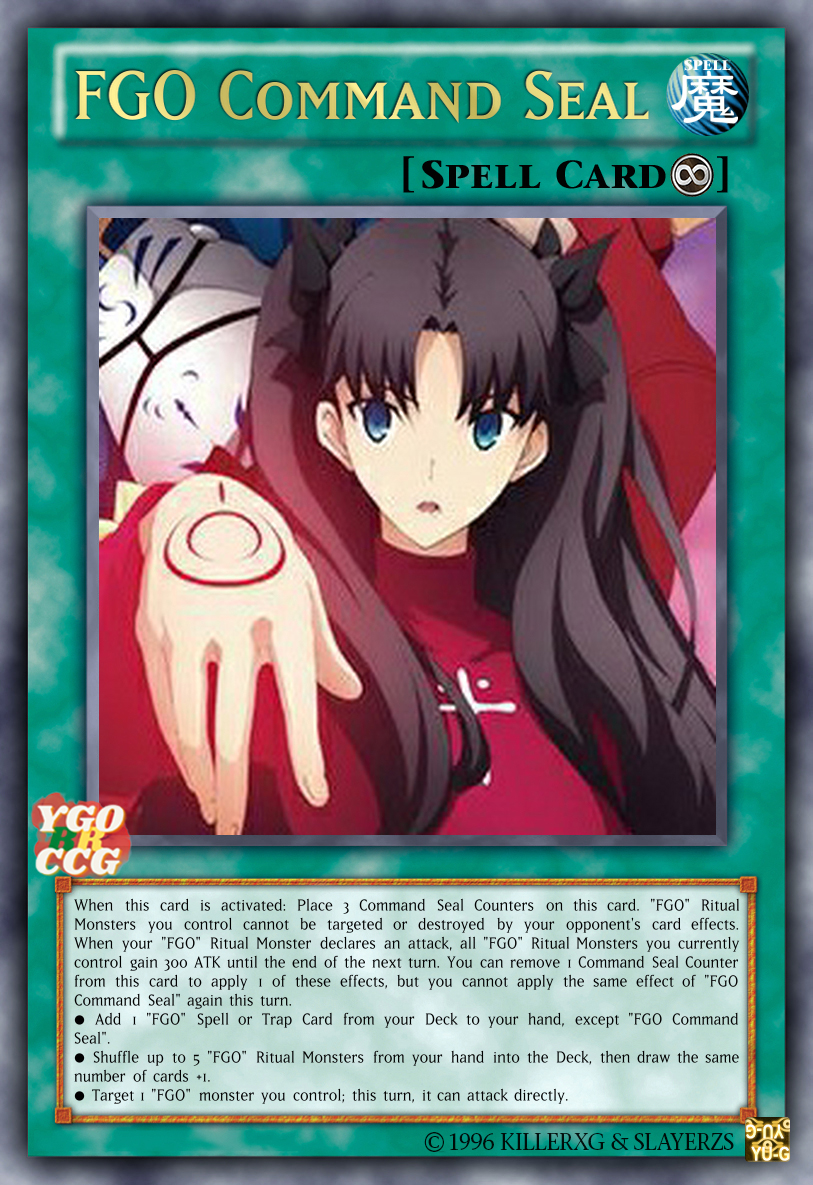 FGO Command Seal
SPELL
魔
[Spell Card∞]
YGO
RR
CCG
When this card is activated: Place 3 Command Seal Counters on this card. "FGO" Ritual
Monsters you control cannot be targeted or destroyed by your opponent's card effects.
When your "FGO" Ritual Monster declares an attack, all "FGO" Ritual Monsters you currently
control gain 300 ATK until the end of the next turn. You can remove 1 Command Seal Counter
from this card to apply 1 of these effects, but you cannot apply the same effect of "FGO
Command Seal" again this turn.
● Add 1 "FGO" Spell or Trap Card from your Deck to your hand, except "FGO Command
Seal".
● Shuffle up to 5 "FGO" Ritual Monsters from your hand into the Deck, then draw the same
number of cards +1.
● Target 1 "FGO" monster you control; this turn, it can attack directly.
© 1996 KILLERXG & SLAYERZS